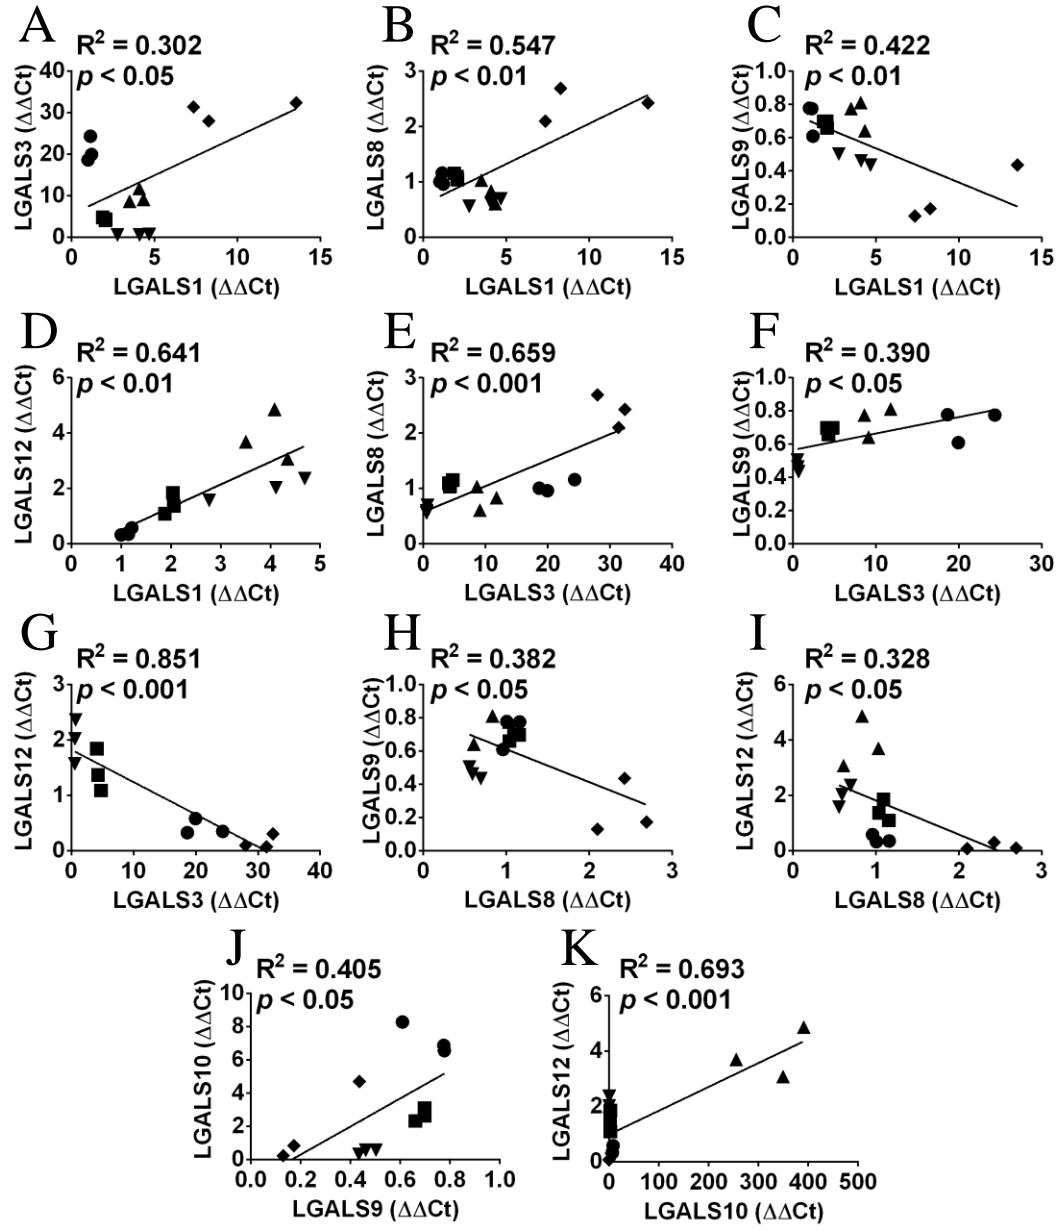 A
R² = 0.302
p < 0.05
LGALS3 (ΔΔCt)
40
30
20
10
0
0 5 10 15
LGALS1 (ΔΔCt)
B
R² = 0.547
p < 0.01
LGALS8 (ΔΔCt)
3
2
1
0
0 5 10 15
LGALS1 (ΔΔCt)
C
R² = 0.422
p < 0.01
LGALS9 (ΔΔCt)
1.0
0.8
0.6
0.4
0.2
0.0
0 5 10 15
LGALS1 (ΔΔCt)
D
R² = 0.641
p < 0.01
LGALS12 (ΔΔCt)
6
4
2
0
0 1 2 3 4 5
LGALS1 (ΔΔCt)
E
R² = 0.659
p < 0.001
LGALS8 (ΔΔCt)
3
2
1
0
0 10 20 30 40
LGALS3 (ΔΔCt)
F
R² = 0.390
p < 0.05
LGALS9 (ΔΔCt)
1.0
0.8
0.6
0.4
0.2
0.0
0 10 20 30
LGALS3 (ΔΔCt)
G
R² = 0.851
p < 0.001
LGALS12 (ΔΔCt)
3
2
1
0
0 10 20 30 40
LGALS3 (ΔΔCt)
H
R² = 0.382
p < 0.05
LGALS9 (ΔΔCt)
1.0
0.8
0.6
0.4
0.2
0.0
0 1 2 3
LGALS8 (ΔΔCt)
I
R² = 0.328
p < 0.05
LGALS12 (ΔΔCt)
6
4
2
0
0 1 2 3
LGALS8 (ΔΔCt)
J
R² = 0.405
p < 0.05
LGALS10 (ΔΔCt)
10
8
6
4
2
0
0.0 0.2 0.4 0.6 0.8 1.0
LGALS9 (ΔΔCt)
K
R² = 0.693
p < 0.001
LGALS12 (ΔΔCt)
6
4
2
0
0 100 200 300 400 500
LGALS10 (ΔΔCt)